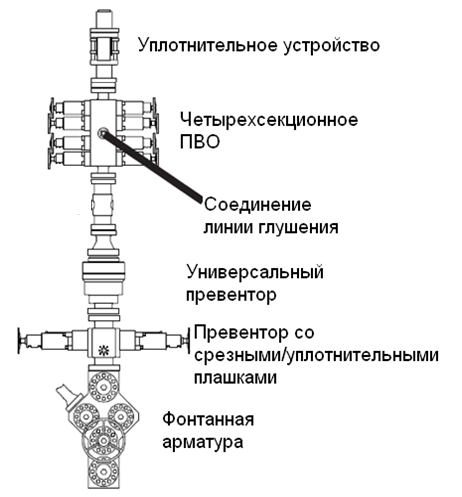 Уплотнительное устройство
Четырехсекционное
ПВО
Соединение
линии глушения
Универсальный
превентор
Превентор со
срезными/уплотнительными
плашками
Фонтанная
арматура